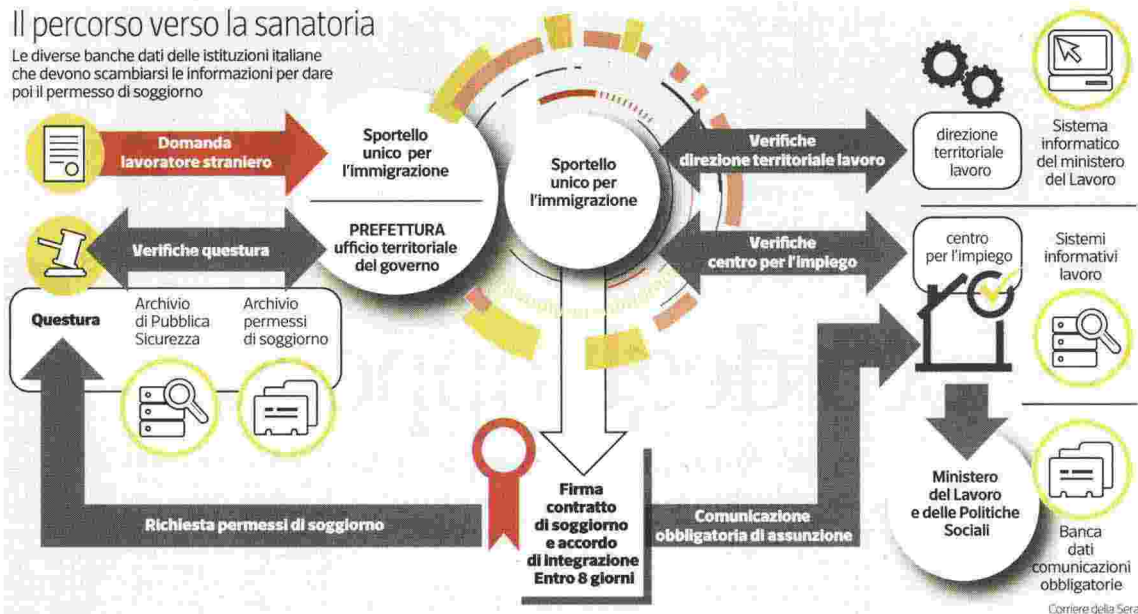 Il percorso verso la sanatoria
Le diverse banche dati delle istituzioni italiane
che devono scambiarsi le informazioni per dare
poi il permesso di soggiorno
Domanda
lavoratore straniero
Sportello
unico per
l'immigrazione
PREFETTURA
ufficio territoriale
del governo
Verifiche questura
Questura
Archivio
di Pubblica
Sicurezza
Archivio
permessi
di soggiorno
Sportello
unico per
l'immigrazione
Verifiche
direzione territoriale lavoro
direzione
territoriale
lavoro
Sistema
informatico
del ministero
del Lavoro
Verifiche
centro per l'impiego
centro
per l'impiego
Sistemi
informativi
lavoro
Richiesta permessi di soggiorno
Firma
contratto
di soggiorno
e accordo
di integrazione
Entro 8 giorni
Comunicazione
obbligatoria di assunzione
Ministero
del Lavoro
e delle Politiche
Sociali
Banca
dati
comunicazioni
obbligatorie
Corriere della Sera